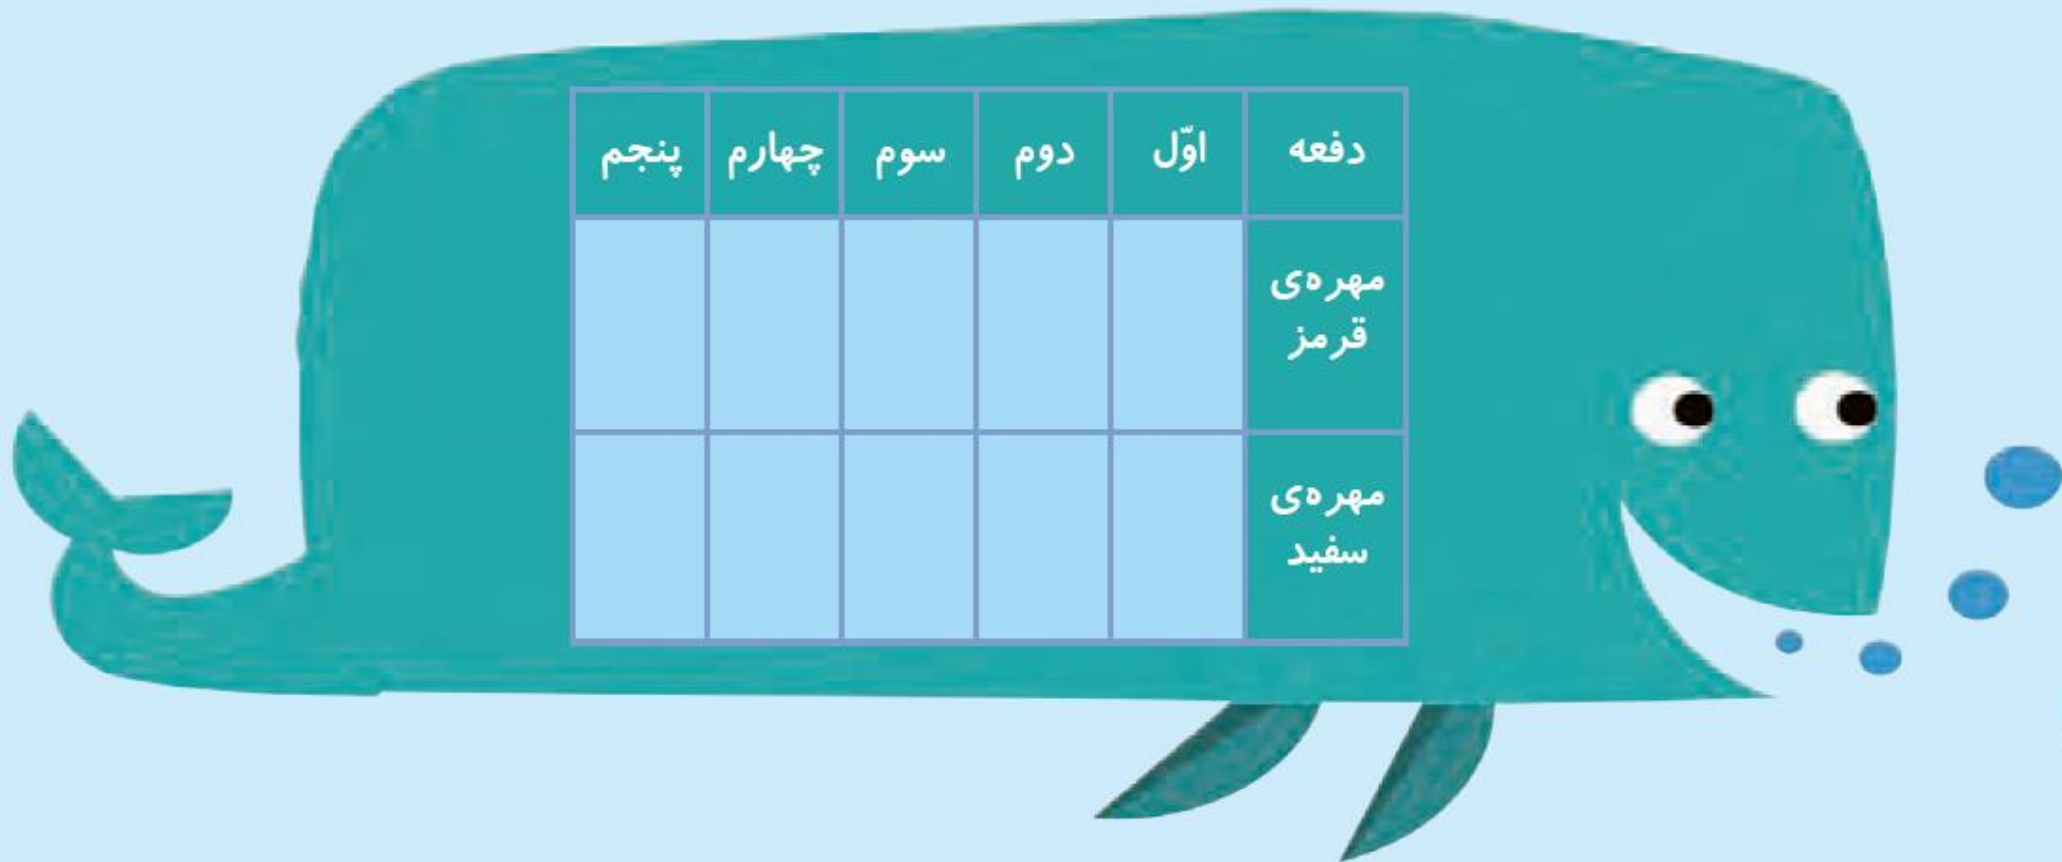 دفعه اوّل دوم سوم چهارم پنجم
مهره‌ی
قرمز
مهره‌ی
سفید